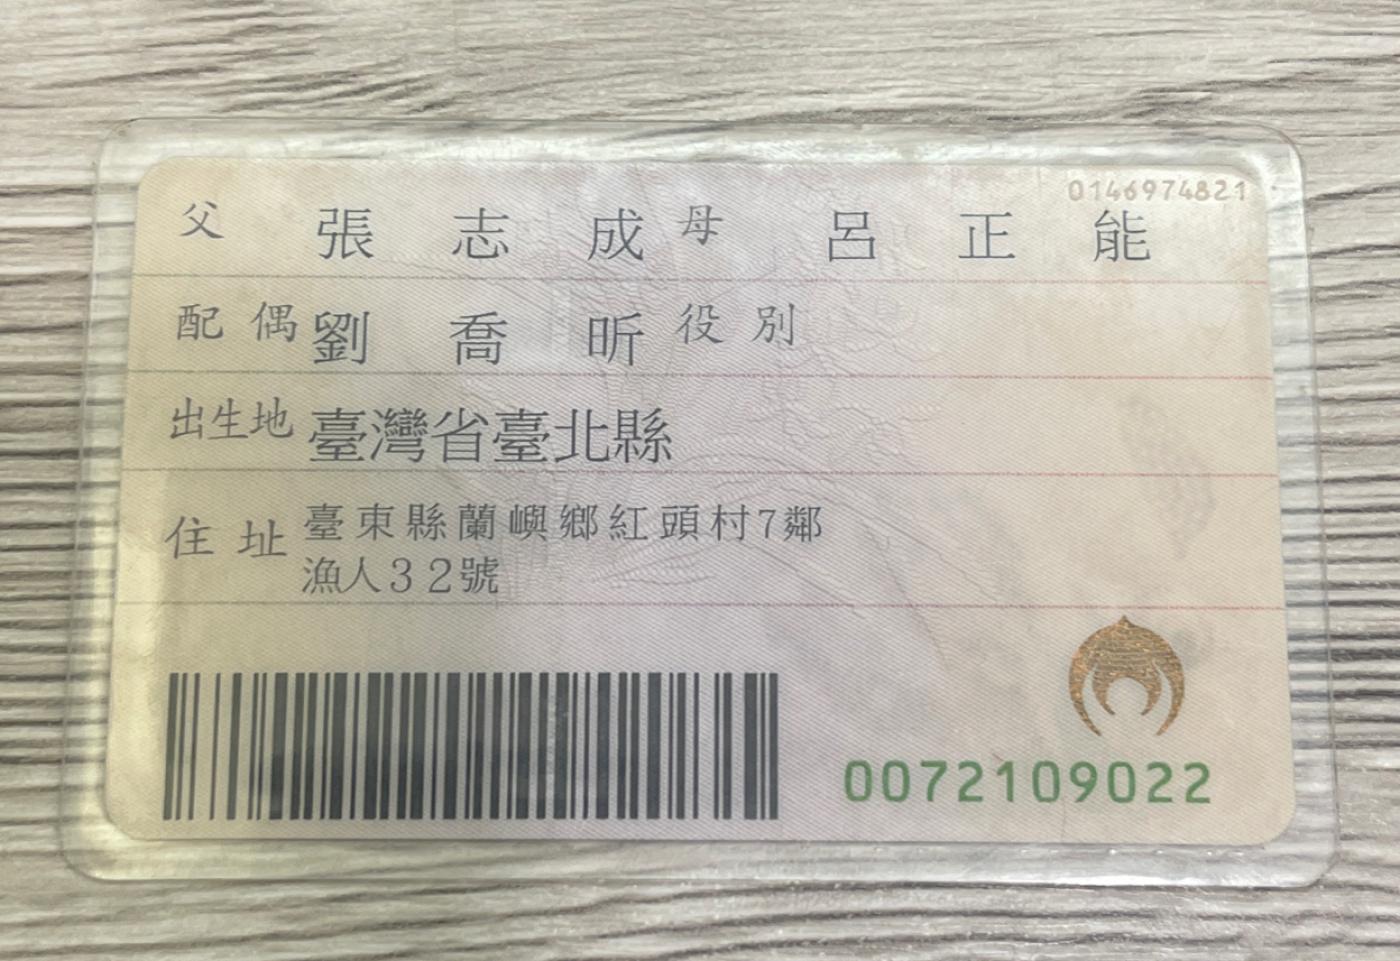 0146974821
父 張志成 母 呂正能
配偶 劉喬昕 役別
出生地 臺灣省臺北縣
住址 臺東縣蘭嶼鄉紅頭村7鄰
漁人32號
0072109022